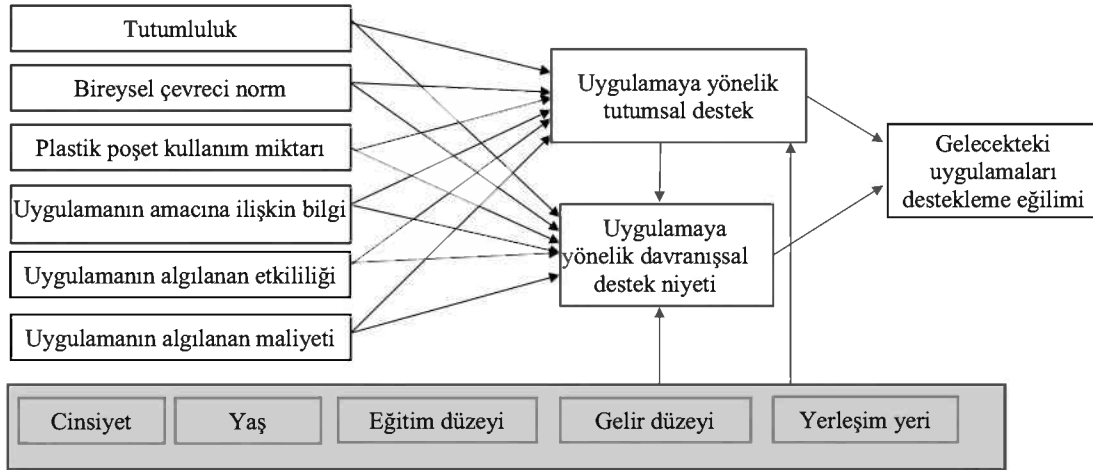 Tutumluluk
Bireysel çevreci norm
Plastik poşet kullanım miktarı
Uygulamanın amacına ilişkin bilgi
Uygulamanın algılanan etkililiği
Uygulamanın algılanan maliyeti
Uygulamaya yönelik
tutumsal destek
Uygulamaya
yönelik davranışsal
destek niyeti
Gelecekteki
uygulamaları
destekleme eğilimi
Cinsiyet
Yaş
Eğitim düzeyi
Gelir düzeyi
Yerleşim yeri